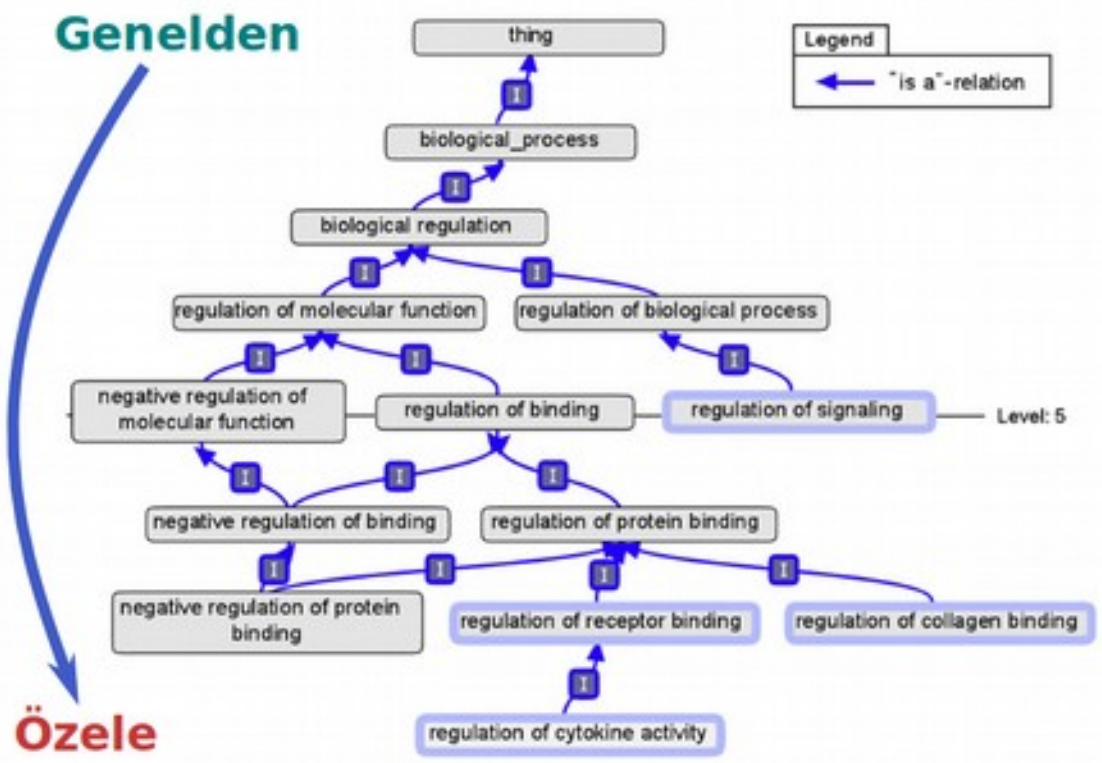 Genelden
thing
Legend
"is a"-relation
I
biological_process
I
biological regulation
I
I
regulation of molecular function
regulation of biological process
I
I
I
negative regulation of
molecular function
regulation of binding
regulation of signaling
Level: 5
I
I
I
negative regulation of binding
regulation of protein binding
I
I
I
I
negative regulation of protein
binding
regulation of receptor binding
regulation of collagen binding
I
Özele
regulation of cytokine activity